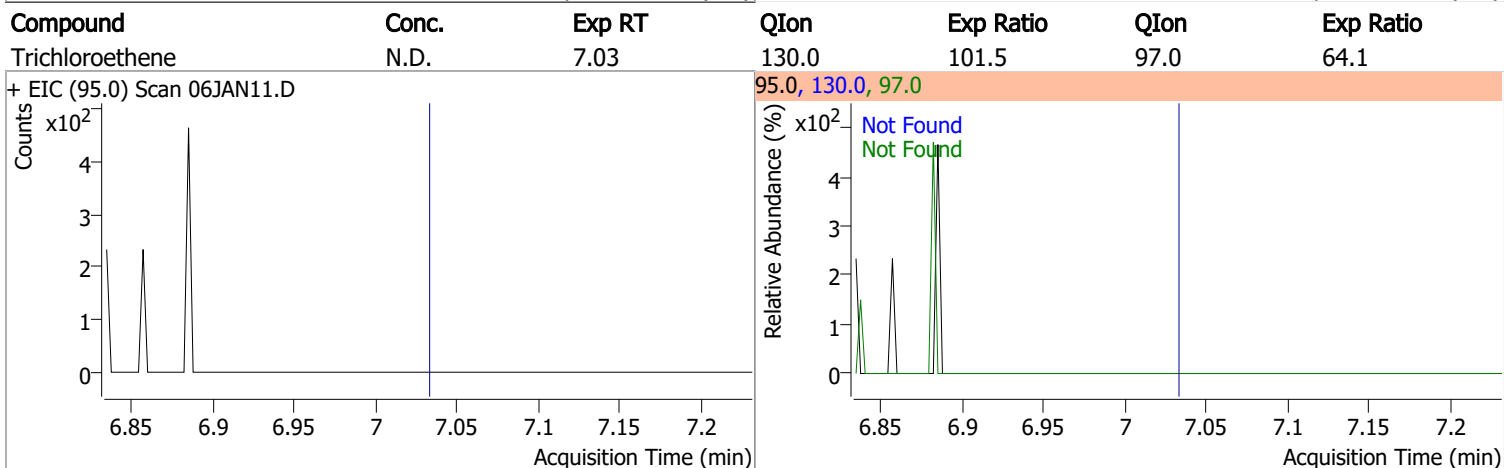 Compound Conc. Exp RT QIon Exp Ratio QIon Exp Ratio
Trichloroethene N.D. 7.03 130.0 101.5 97.0 64.1
+ EIC (95.0) Scan 06JAN11.D
Counts
x10²
4
3
2
1
0
6.85 6.9 6.95 7 7.05 7.1 7.15 7.2
Acquisition Time (min)
95.0, 130.0, 97.0
Relative Abundance (%)
x10²
Not Found
Not Found
4
3
2
1
0
6.85 6.9 6.95 7 7.05 7.1 7.15 7.2
Acquisition Time (min)